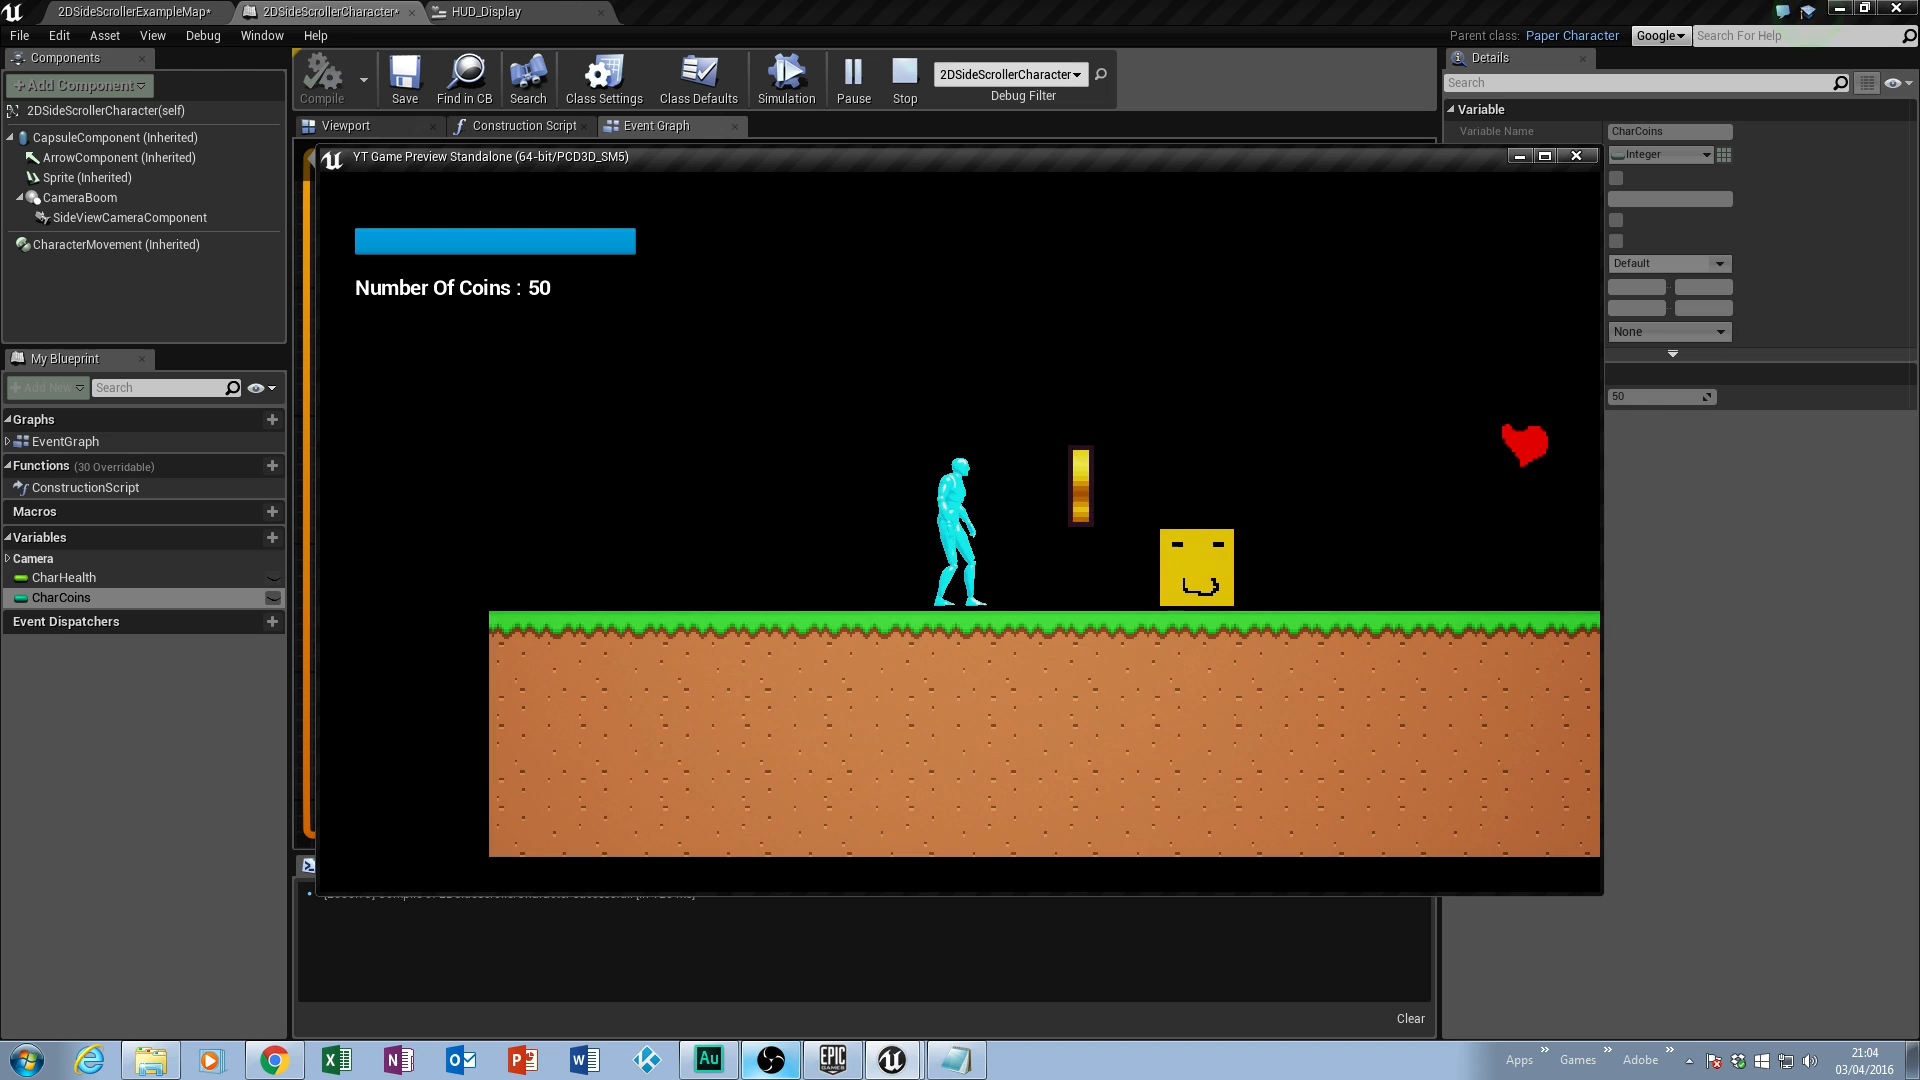 2DSideScrollerExampleMap*
2DSideScrollerCharacter*
HUD_Display
File Edit Asset View Debug Window Help
Parent class: Paper Character
Google
Search For Help
Components
+Add Component
2DSideScrollerCharacter(self)
CapsuleComponent (Inherited)
ArrowComponent (Inherited)
Sprite (Inherited)
CameraBoom
SideViewCameraComponent
CharacterMovement (Inherited)
Compile
Save
Find in CB
Search
Class Settings
Class Defaults
Simulation
Pause
Stop
2DSideScrollerCharacter
Debug Filter
Viewport
Construction Script
Event Graph
Details
Search
Variable
Variable Name
CharCoins
Integer
Default
None
50
YT Game Preview Standalone (64-bit/PCD3D_SM5)
Number Of Coins : 50
My Blueprint
+Add New
Search
Graphs
EventGraph
Functions (30 Overridable)
ConstructionScript
Macros
Variables
Camera
CharHealth
CharCoins
Event Dispatchers
Clear
Au
EPIC
GAMES
Apps
Games
Adobe
21:04
03/04/2016